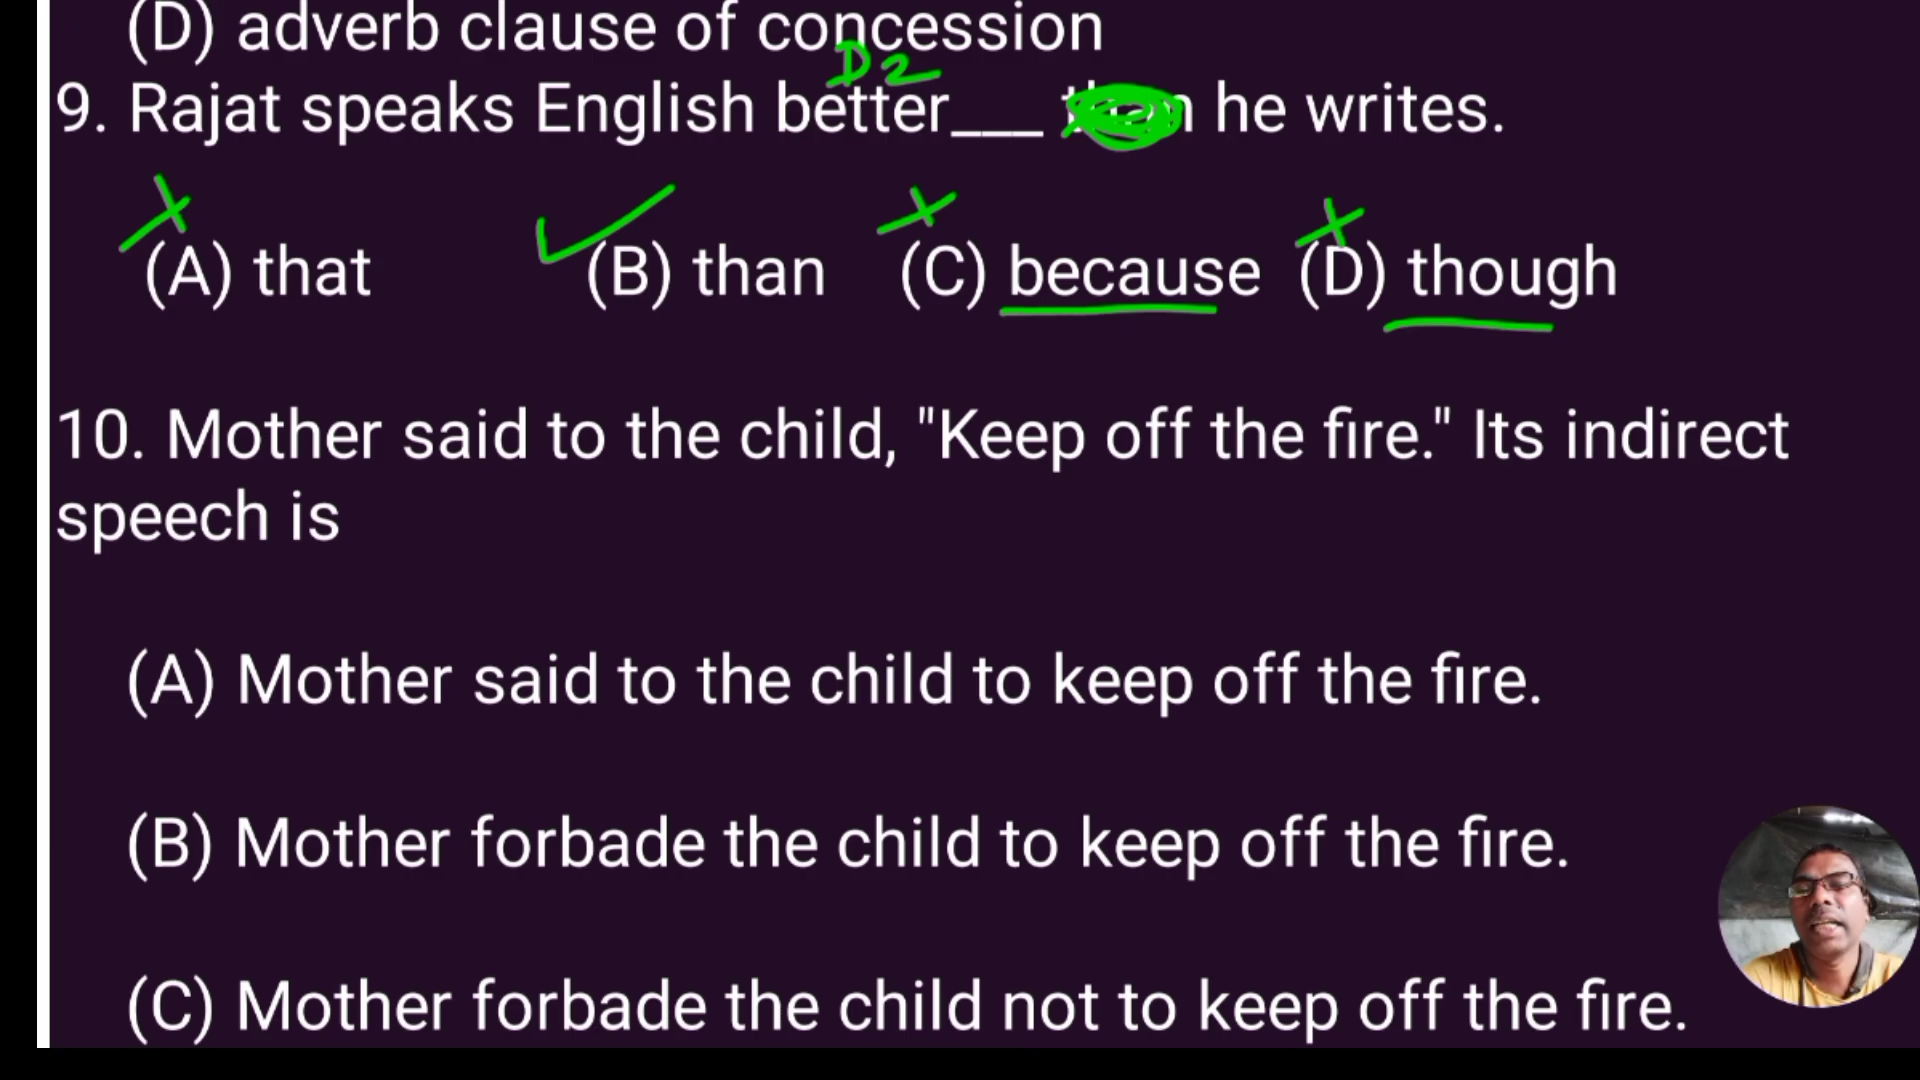 (D) adverb clause of concession
D2
9. Rajat speaks English better___ than he writes.
(A) that (B) than (C) because (D) though
10. Mother said to the child, "Keep off the fire." Its indirect
speech is
(A) Mother said to the child to keep off the fire.
(B) Mother forbade the child to keep off the fire.
(C) Mother forbade the child not to keep off the fire.